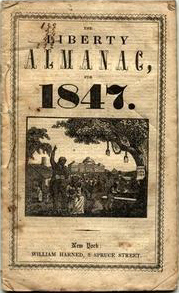 THE
LIBERTY
ALMANAC,
FOR
1847.
New York:
WILLIAM HARNED, 5 SPRUCE STREET.